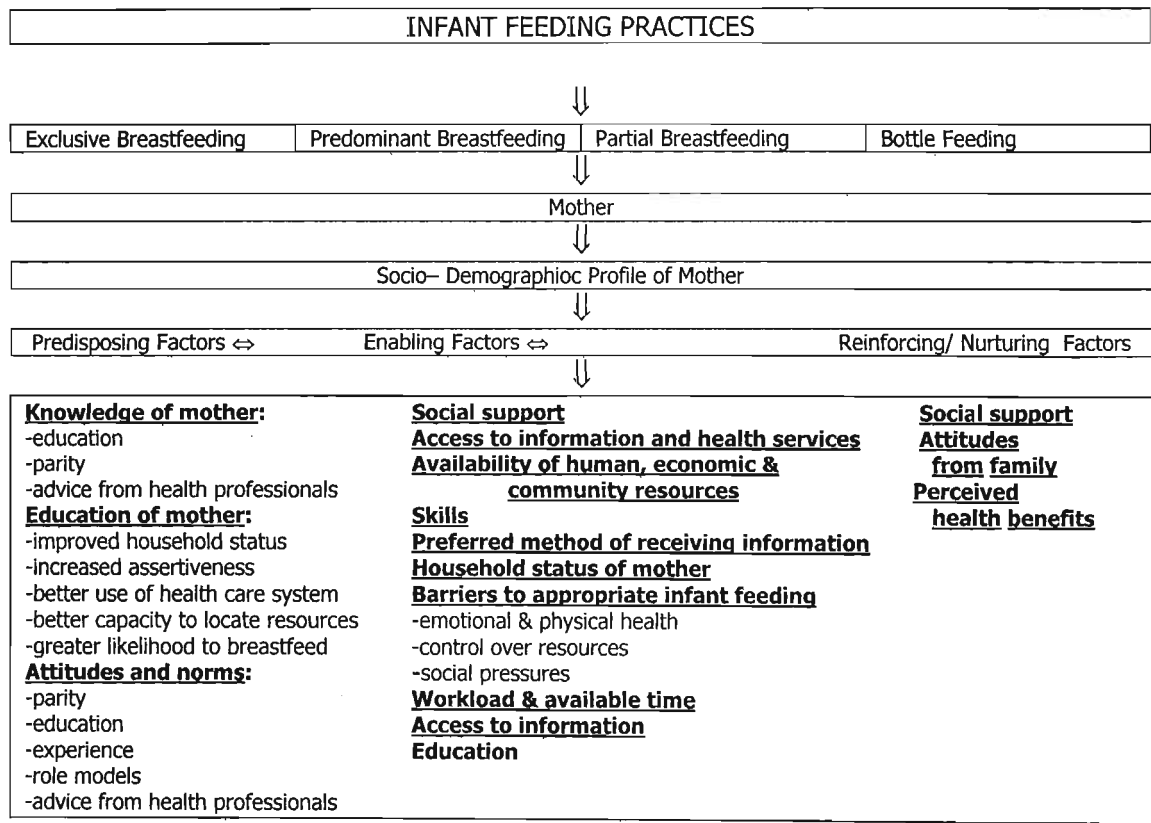 INFANT FEEDING PRACTICES
⇓
Exclusive Breastfeeding Predominant Breastfeeding Partial Breastfeeding Bottle Feeding
⇓
Mother
⇓
Socio– Demographioc Profile of Mother
⇓
Predisposing Factors ⇔ Enabling Factors ⇔ Reinforcing/ Nurturing Factors
⇓
Knowledge of mother:
-education
-parity
-advice from health professionals
Education of mother:
-improved household status
-increased assertiveness
-better use of health care system
-better capacity to locate resources
-greater likelihood to breastfeed
Attitudes and norms:
-parity
-education
-experience
-role models
-advice from health professionals
Social support
Access to information and health services
Availability of human, economic &
community resources
Skills
Preferred method of receiving information
Household status of mother
Barriers to appropriate infant feeding
-emotional & physical health
-control over resources
-social pressures
Workload & available time
Access to information
Education
Social support
Attitudes
from family
Perceived
health benefits